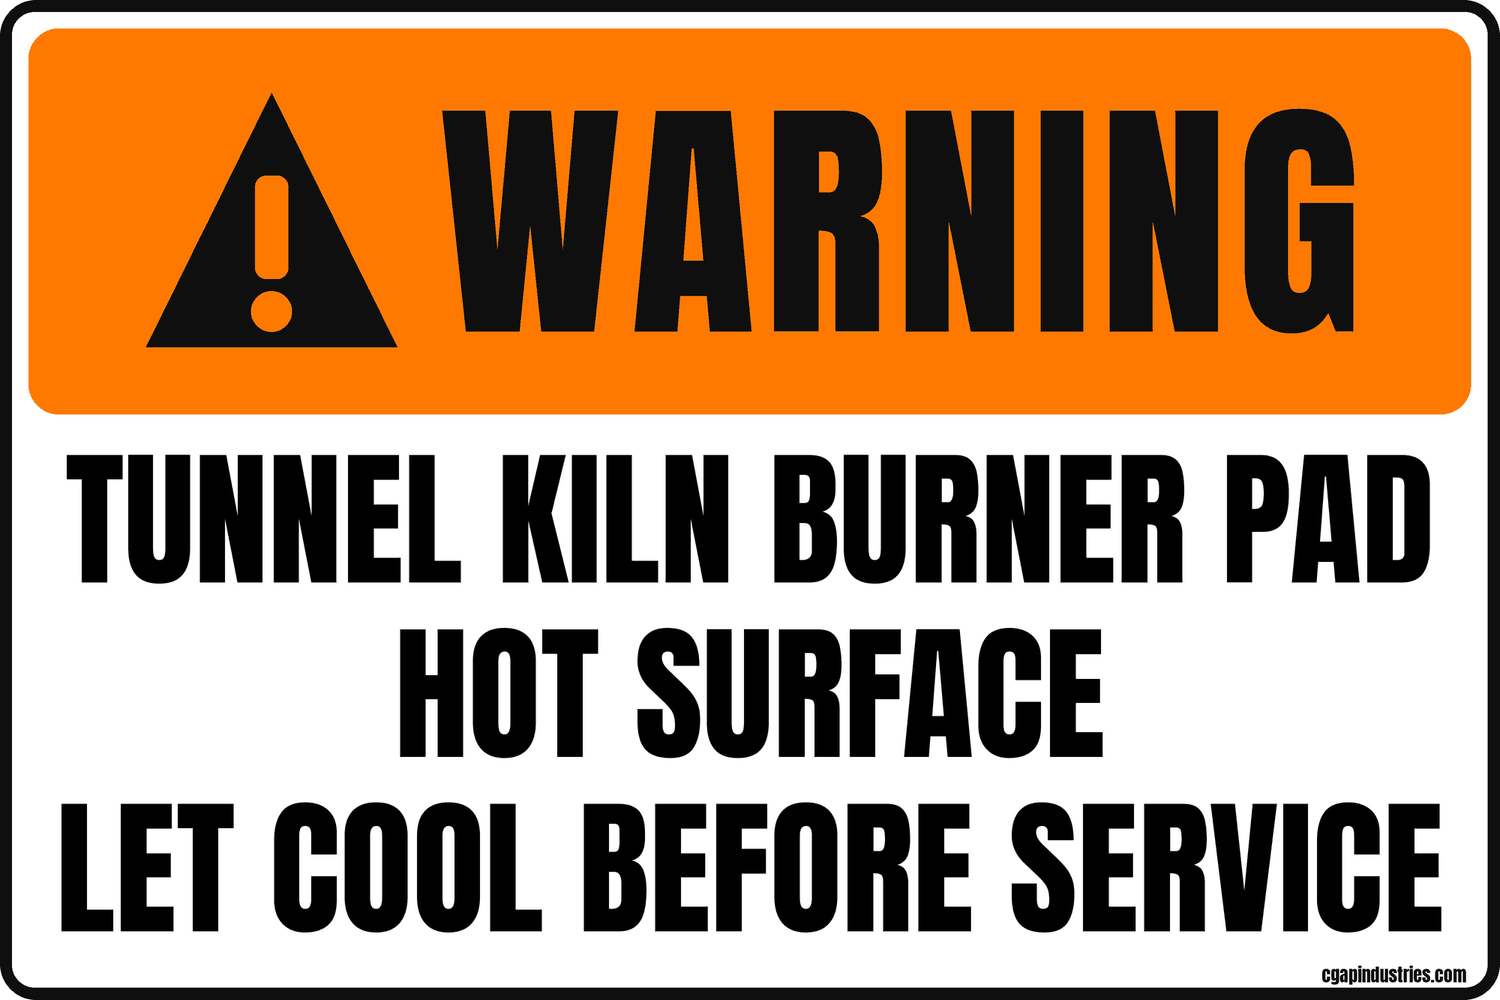 WARNING
TUNNEL KILN BURNER PAD
HOT SURFACE
LET COOL BEFORE SERVICE
cgapindustries.com